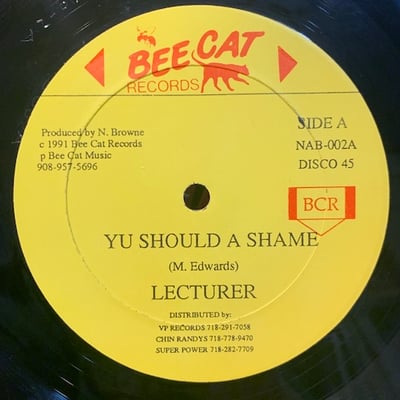 BEE CAT
RECORDS
Produced by N. Browne
c 1991 Bee Cat Records
p Bee Cat Music
908-957-5696
SIDE A
NAB-002A
DISCO 45
BCR
YU SHOULD A SHAME
(M. Edwards)
LECTURER
DISTRIBUTED by:
VP RECORDS 718-291-7058
CHIN RANDYS 718-778-9470
SUPER POWER 718-282-7709